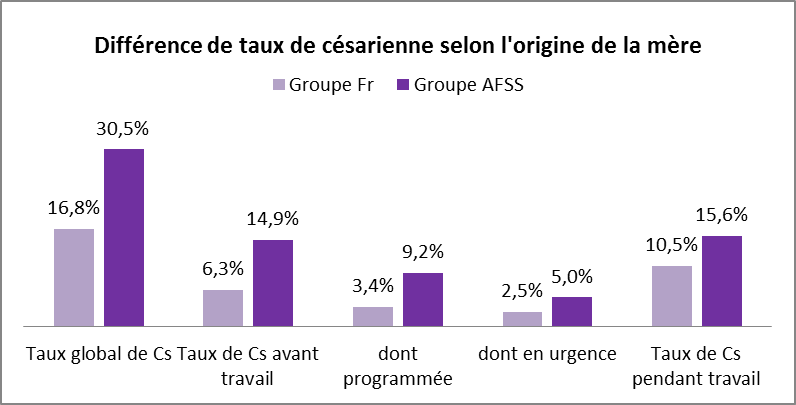 Différence de taux de césarienne selon l'origine de la mère
Groupe Fr Groupe AFSS
30,5%
16,8%
14,9%
6,3%
9,2%
3,4%
5,0%
2,5%
15,6%
10,5%
Taux global de Cs
Taux de Cs avant
travail
dont
programmée
dont en urgence
Taux de Cs
pendant travail